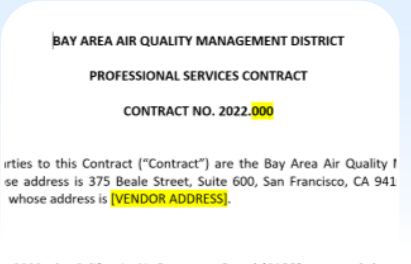 BAY AREA AIR QUALITY MANAGEMENT DISTRICT
PROFESSIONAL SERVICES CONTRACT
CONTRACT NO. 2022.000
to this Contract (“Contract”) are the Bay Area Air Quality
address is 375 Beale Street, Suite 600, San Francisco, CA 941
whose address is [VENDOR ADDRESS].